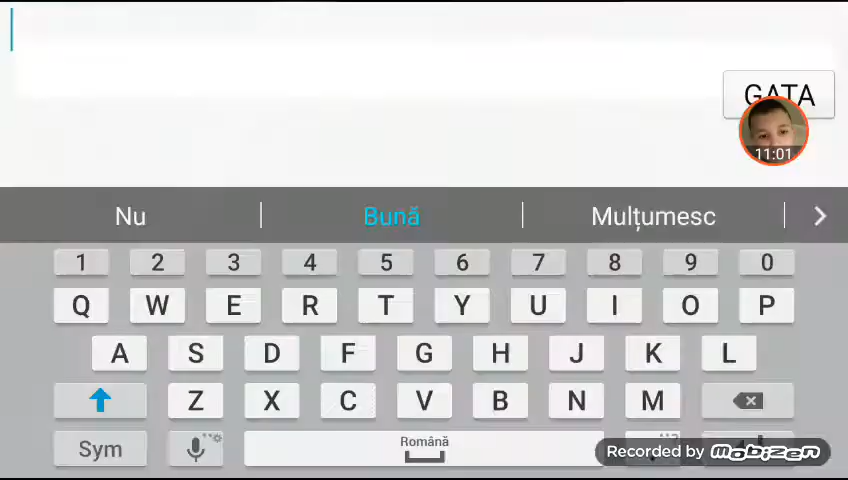 GATA
11:01
Nu Bună Mulțumesc
1 2 3 4 5 6 7 8 9 0
Q W E R T Y U I O P
A S D F G H J K L
Z X C V B N M
Sym Română
Recorded by mobizen